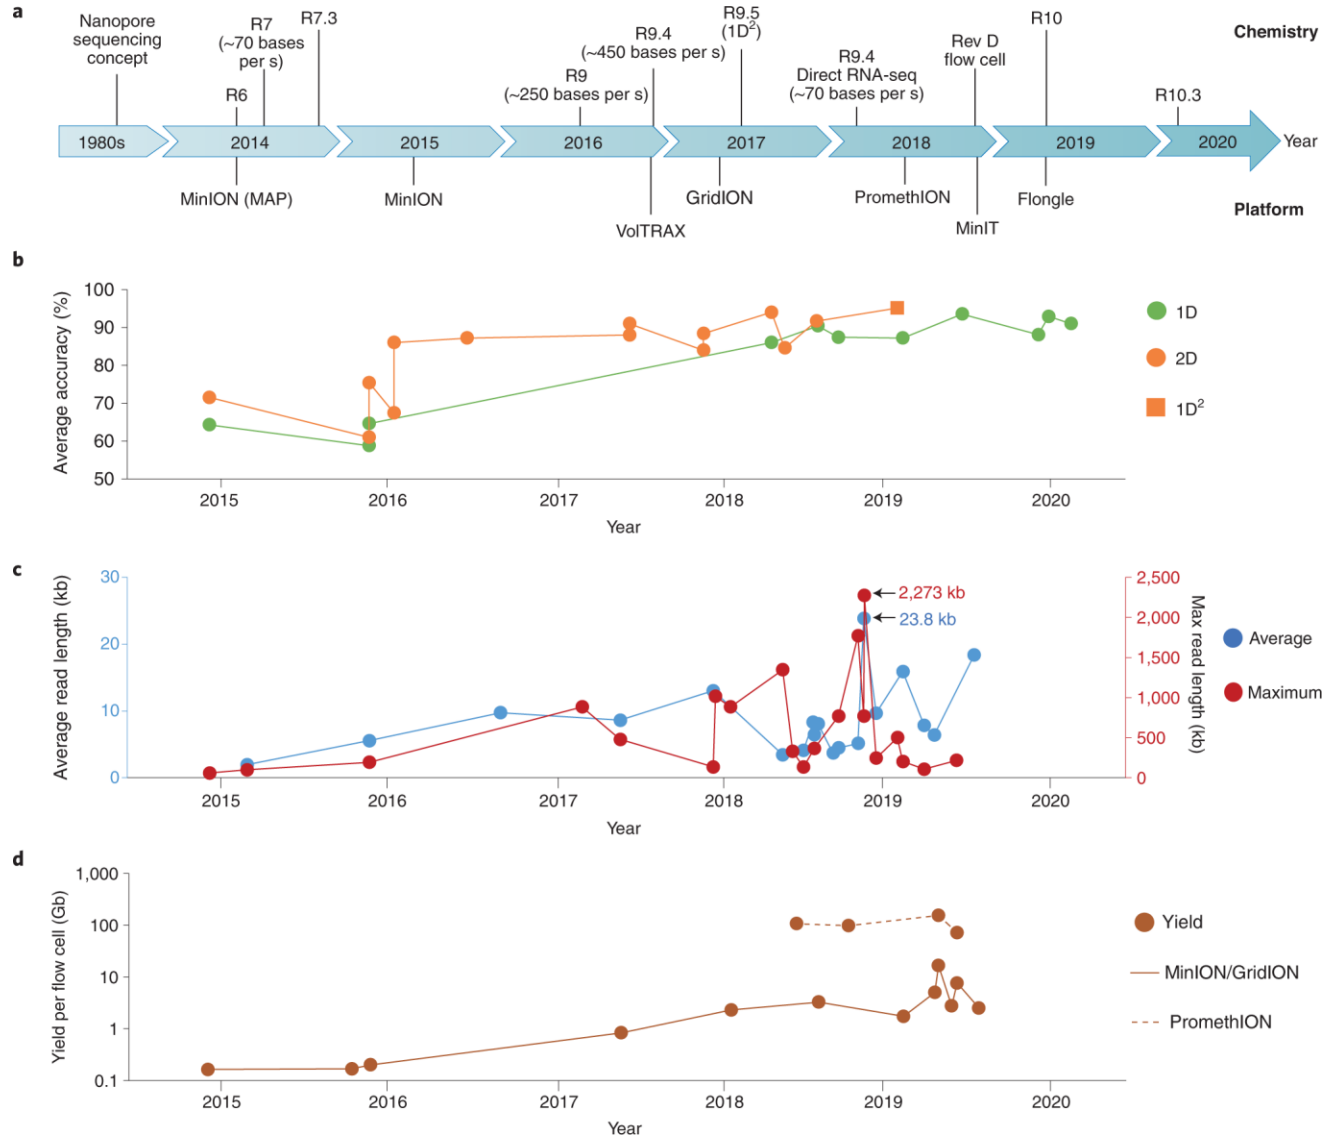 a
Nanopore
sequencing
concept
R6
R7
(~70 bases
per s)
R7.3
R9
(~250 bases per s)
R9.4
(~450 bases per s)
R9.5
(1D²)
R9.4
Direct RNA-seq
(~70 bases per s)
Rev D
flow cell
R10
R10.3
Chemistry
1980s
2014
2015
2016
2017
2018
2019
2020
Year
MinION (MAP)
MinION
VolTRAX
GridION
PromethION
MinIT
Flongle
Platform
b
Average accuracy (%)
100
90
80
70
60
50
2015
2016
2017
2018
2019
2020
Year
1D
2D
1D²
c
Average read length (kb)
30
20
10
0
2,273 kb
23.8 kb
2,500
2,000
1,500
1,000
500
0
Max read length (kb)
2015
2016
2017
2018
2019
2020
Year
Average
Maximum
d
Yield per flow cell (Gb)
1,000
100
10
1
0.1
2015
2016
2017
2018
2019
2020
Year
Yield
MinION/GridION
PromethION